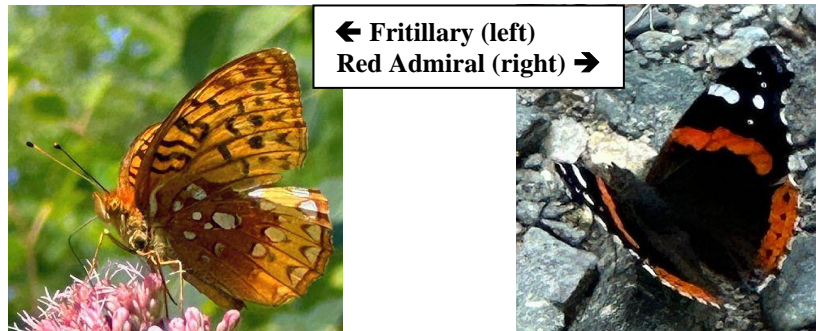 🡸 Fritillary (left)
Red Admiral (right) 🡺